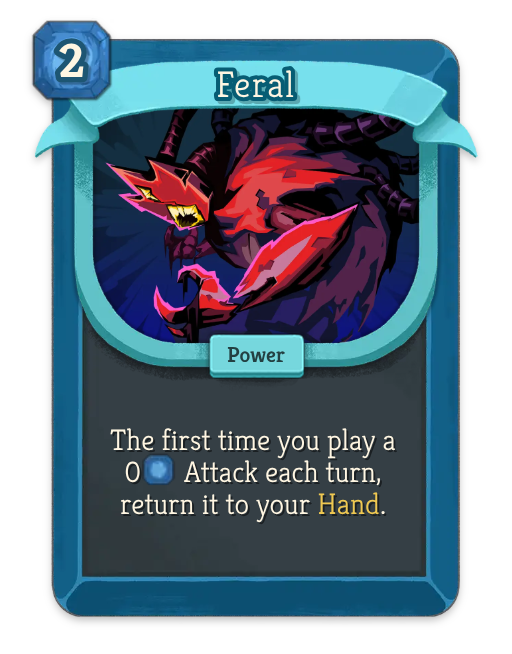 2
Feral
Power
The first time you play a
0 Attack each turn,
return it to your Hand.